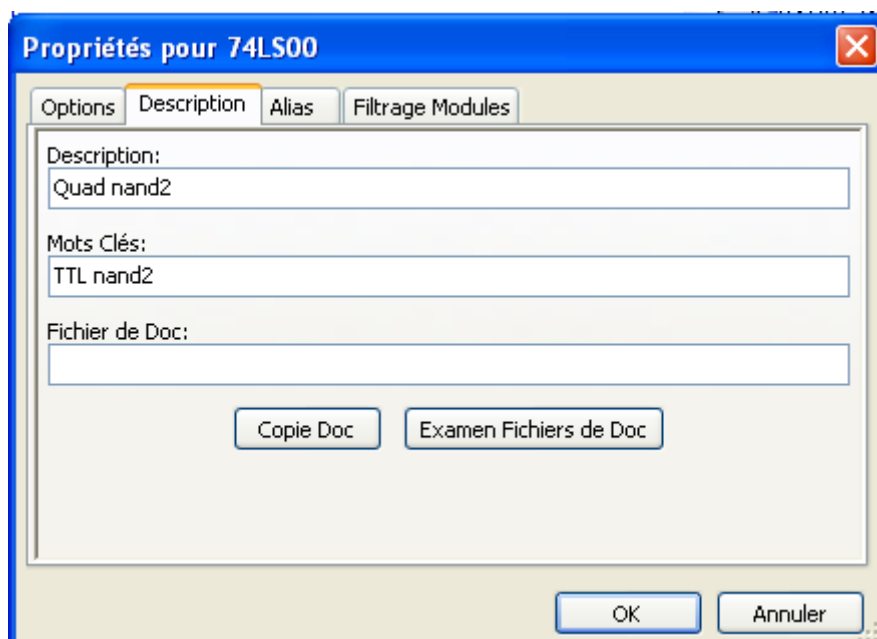 Propriétés pour 74LS00
Options Description Alias Filtrage Modules
Description:
Quad nand2
Mots Clés:
TTL nand2
Fichier de Doc:
Copie Doc Examen Fichiers de Doc
OK Annuler